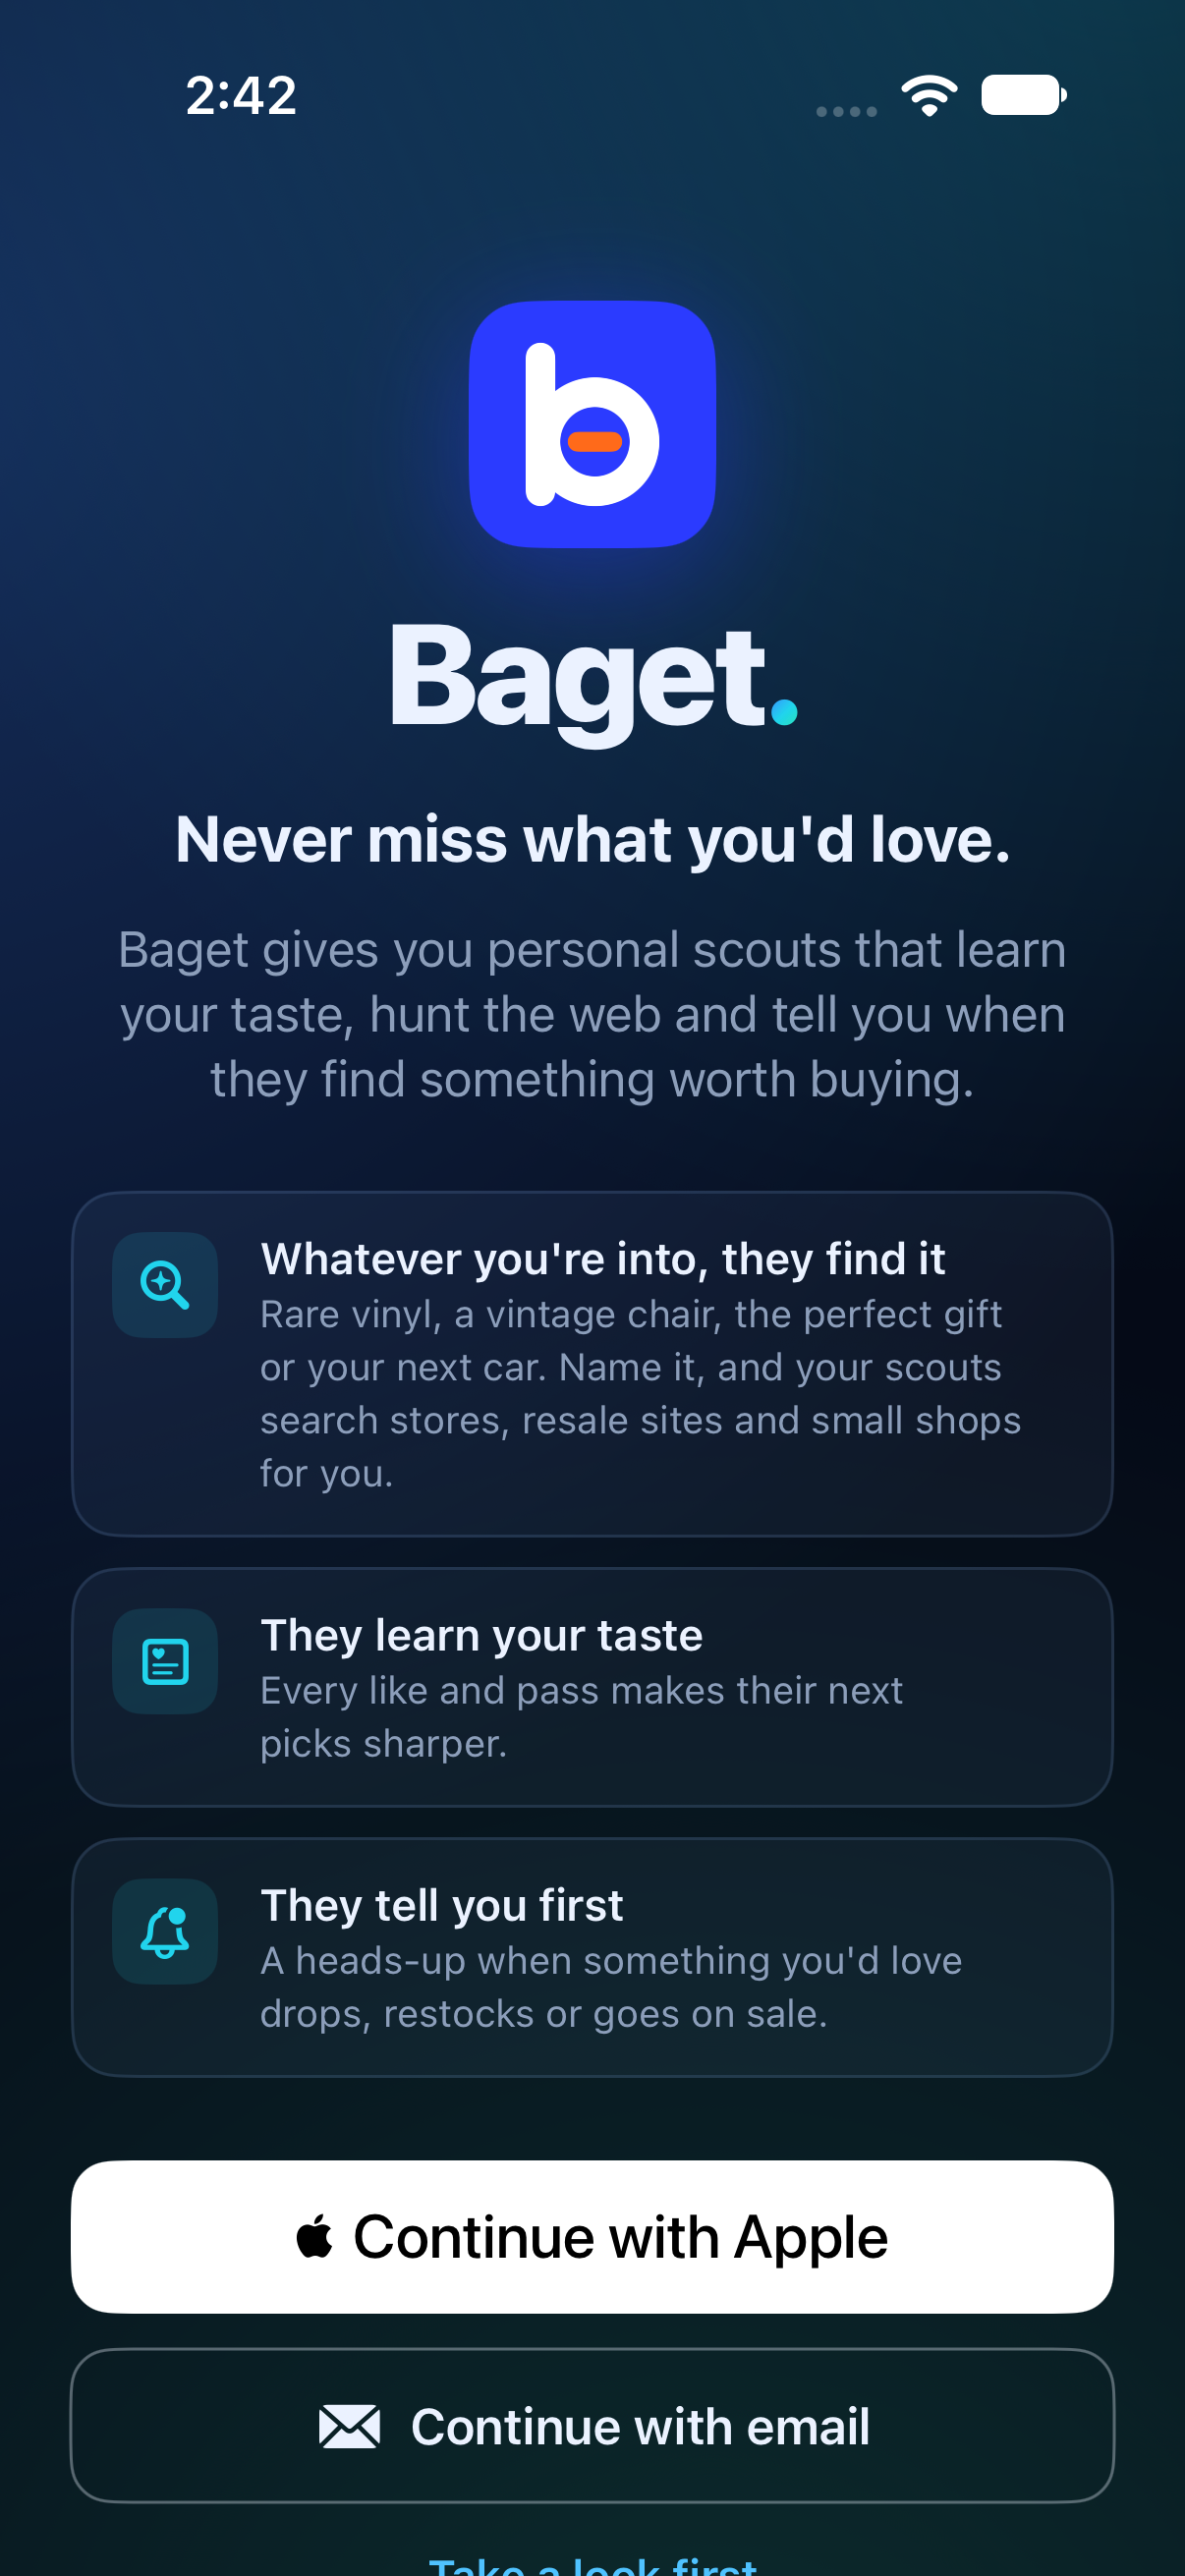 2:42
b
Baget.
Never miss what you'd love.
Baget gives you personal scouts that learn
your taste, hunt the web and tell you when
they find something worth buying.
Whatever you're into, they find it
Rare vinyl, a vintage chair, the perfect gift
or your next car. Name it, and your scouts
search stores, resale sites and small shops
for you.
They learn your taste
Every like and pass makes their next
picks sharper.
They tell you first
A heads-up when something you'd love
drops, restocks or goes on sale.
Continue with Apple
Continue with email
Take a look first